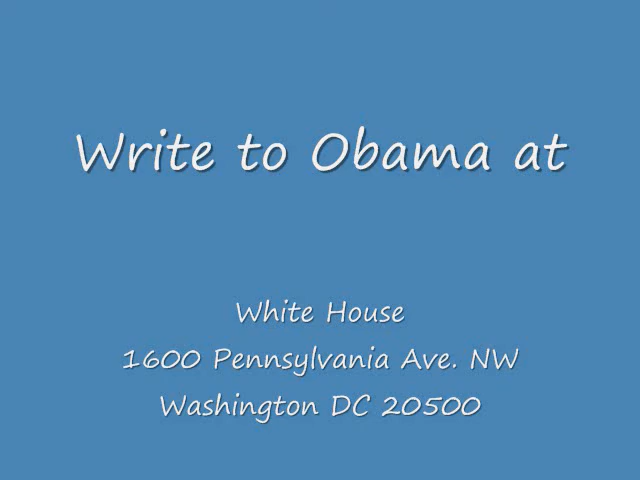 Write to Obama at
White House
1600 Pennsylvania Ave. NW
Washington DC 20500